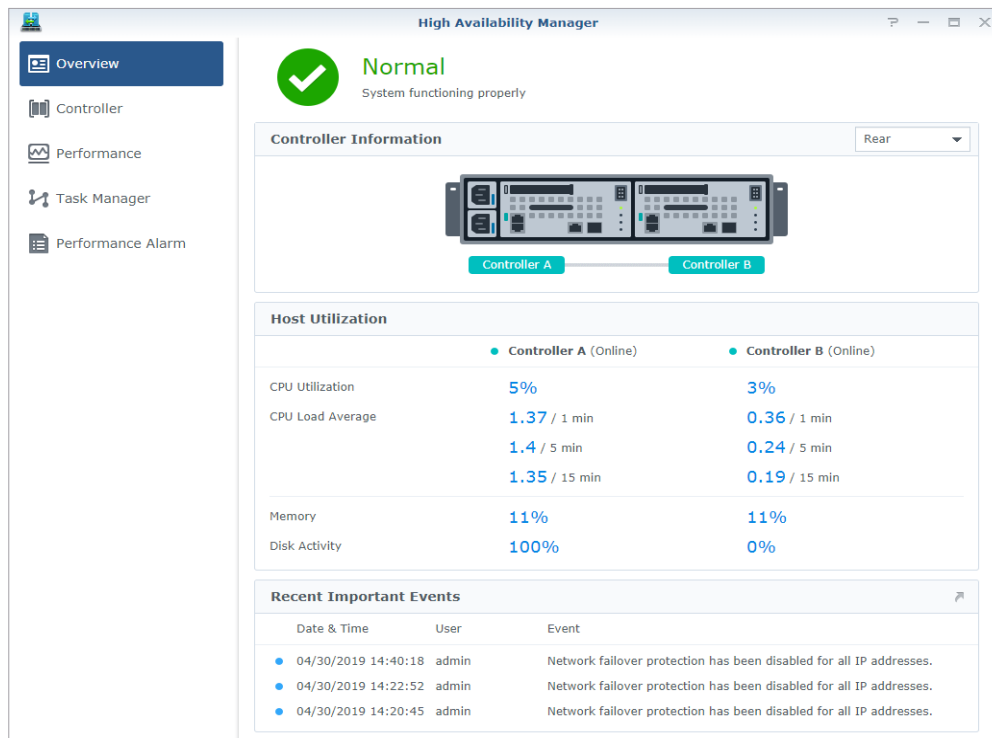 High Availability Manager
Overview
Controller
Performance
Task Manager
Performance Alarm
Normal
System functioning properly
Controller Information
Rear
Controller A
Controller B
Host Utilization
Controller A (Online) Controller B (Online)
CPU Utilization 5% 3%
CPU Load Average 1.37 / 1 min 0.36 / 1 min
1.4 / 5 min 0.24 / 5 min
1.35 / 15 min 0.19 / 15 min
Memory 11% 11%
Disk Activity 100% 0%
Recent Important Events
Date & Time User Event
04/30/2019 14:40:18 admin Network failover protection has been disabled for all IP addresses.
04/30/2019 14:22:52 admin Network failover protection has been disabled for all IP addresses.
04/30/2019 14:20:45 admin Network failover protection has been disabled for all IP addresses.